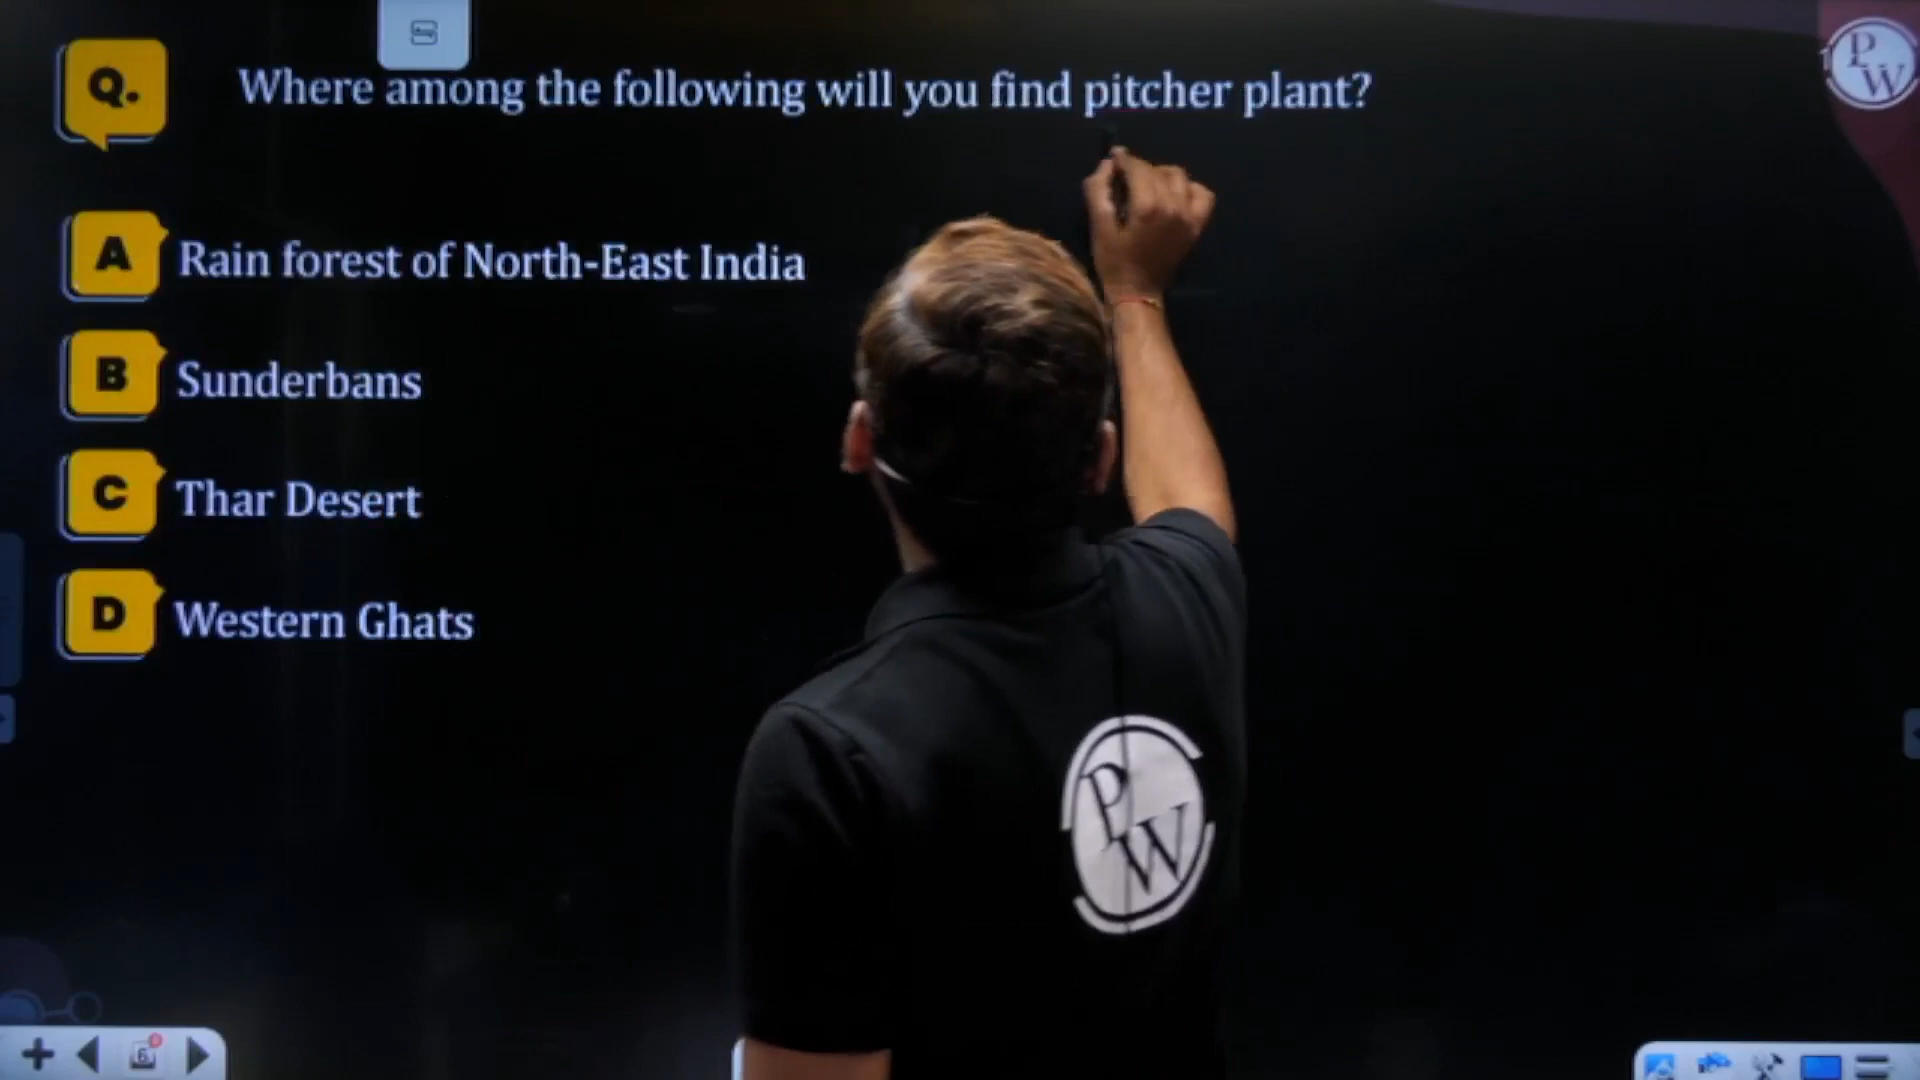 Q. Where among the following will you find pitcher plant?
A Rain forest of North-East India
B Sunderbans
C Thar Desert
D Western Ghats
PW
PW
6